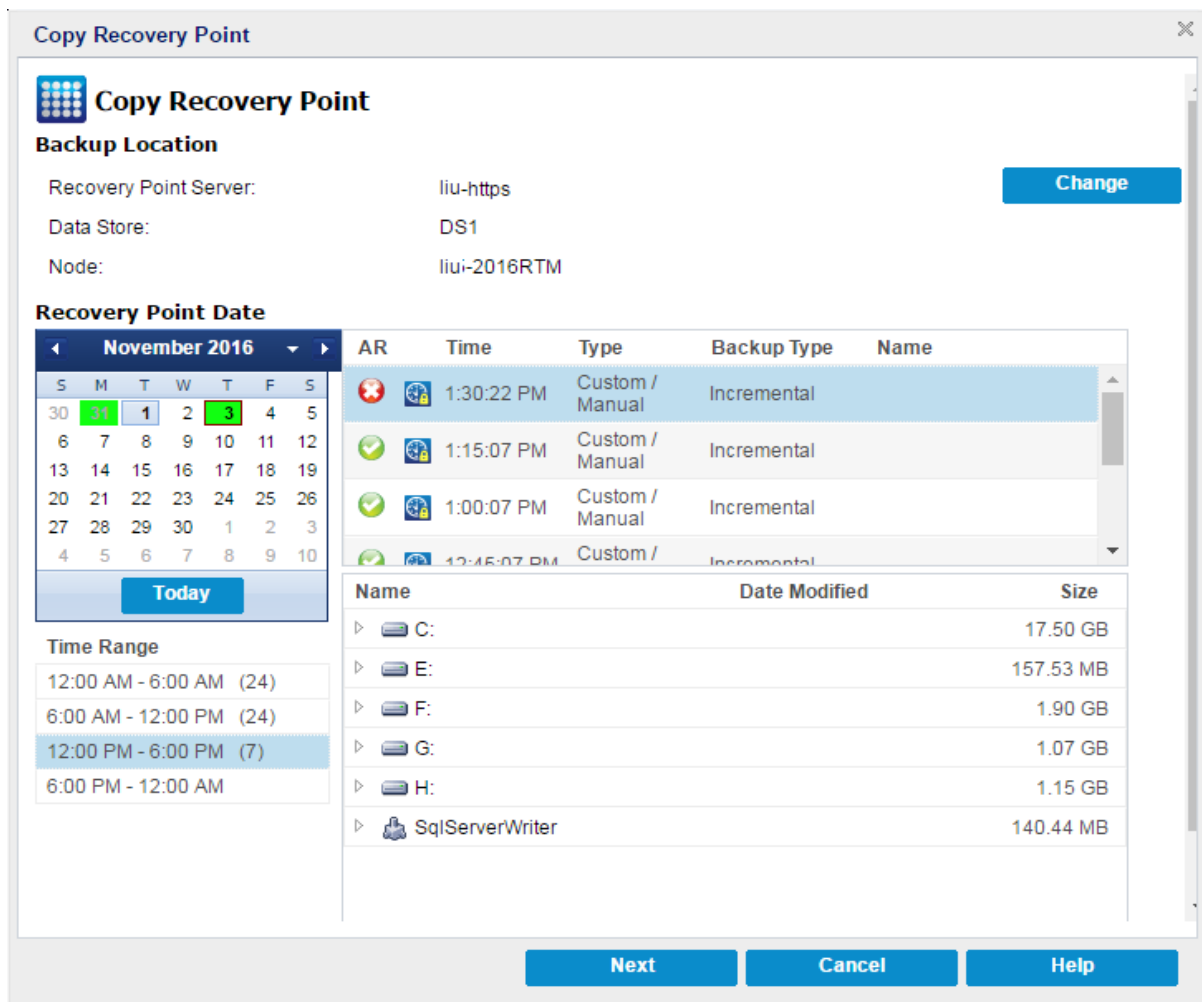 Copy Recovery Point
Copy Recovery Point
Backup Location
Recovery Point Server: liu-https
Change
Data Store: DS1
Node: liui-2016RTM
Recovery Point Date
November 2016
S M T W T F S
30 31 1 2 3 4 5
6 7 8 9 10 11 12
13 14 15 16 17 18 19
20 21 22 23 24 25 26
27 28 29 30 1 2 3
4 5 6 7 8 9 10
Today
Time Range
12:00 AM - 6:00 AM (24)
6:00 AM - 12:00 PM (24)
12:00 PM - 6:00 PM (7)
6:00 PM - 12:00 AM
AR Time Type Backup Type Name
1:30:22 PM Custom / Manual Incremental
1:15:07 PM Custom / Manual Incremental
1:00:07 PM Custom / Manual Incremental
12:45:07 PM Custom / Incremental
Name Date Modified Size
C: 17.50 GB
E: 157.53 MB
F: 1.90 GB
G: 1.07 GB
H: 1.15 GB
SqlServerWriter 140.44 MB
Next Cancel Help